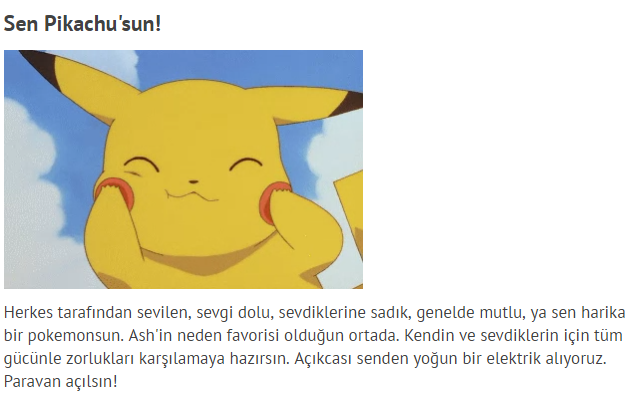 Sen Pikachu'sun!
Herkes tarafından sevilen, sevgi dolu, sevdiklerine sadık, genelde mutlu, ya sen harika
bir pokemonsun. Ash'in neden favorisi olduğun ortada. Kendin ve sevdiklerin için tüm
gücünle zorlukları karşılamaya hazırsın. Açıkcası senden yoğun bir elektrik alıyoruz.
Paravan açılsın!